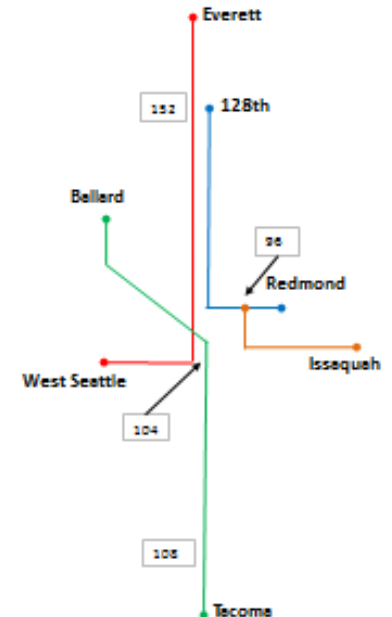 Everett
152
128th
Ballard
96
Redmond
Issaquah
West Seattle
104
108
Tacoma